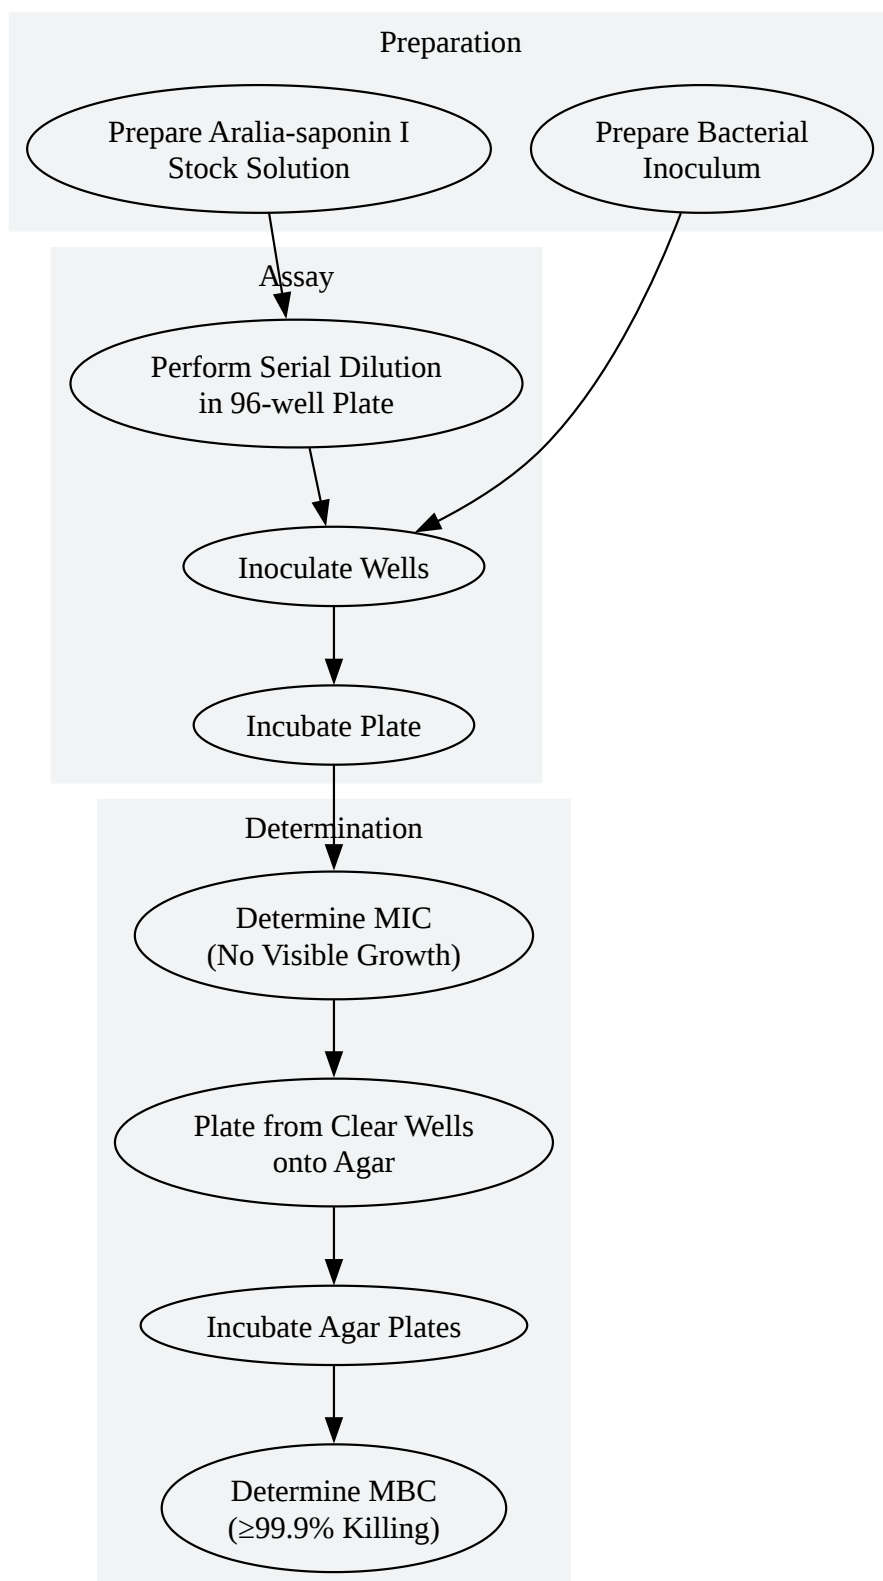 Preparation
Prepare Aralia-saponin I
Stock Solution
Prepare Bacterial
Inoculum
Assay
Perform Serial Dilution
in 96-well Plate
Inoculate Wells
Incubate Plate
Determination
Determine MIC
(No Visible Growth)
Plate from Clear Wells
onto Agar
Incubate Agar Plates
Determine MBC
(≥99.9% Killing)